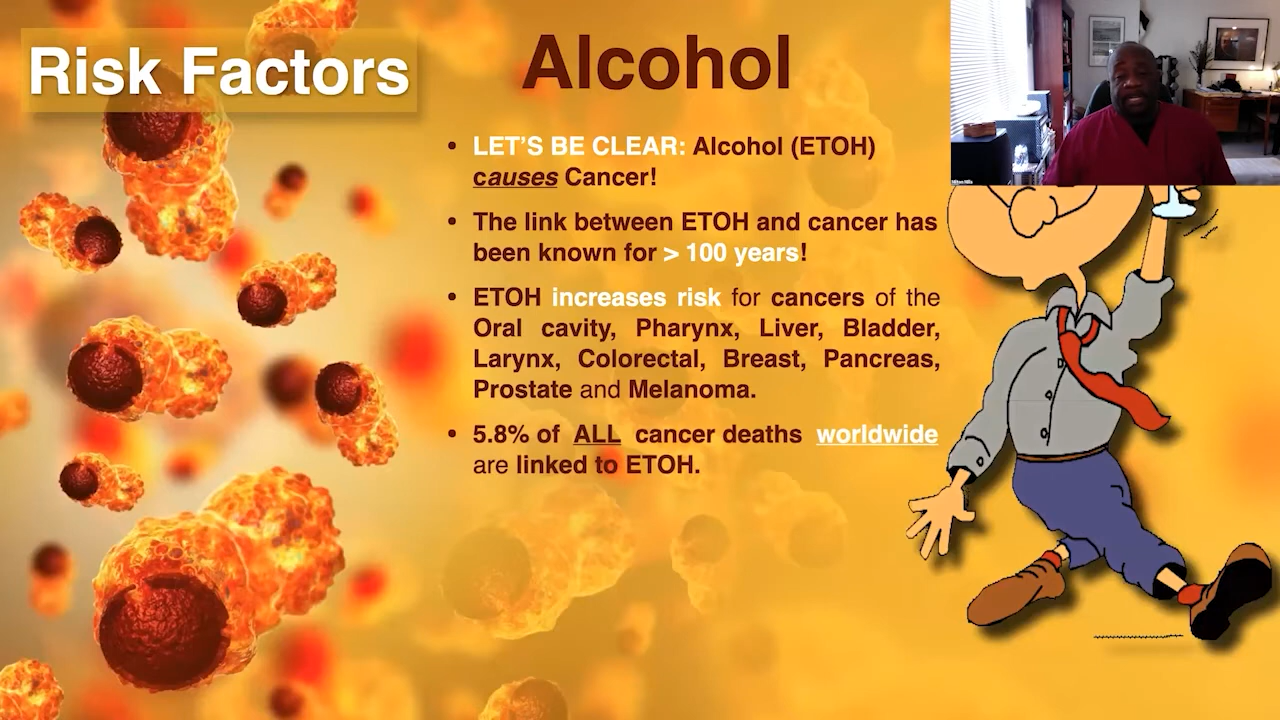 Risk Factors
Alcohol
• LET'S BE CLEAR: Alcohol (ETOH)
causes Cancer!
• The link between ETOH and cancer has
been known for > 100 years!
• ETOH increases risk for cancers of the
Oral cavity, Pharynx, Liver, Bladder,
Larynx, Colorectal, Breast, Pancreas,
Prostate and Melanoma.
• 5.8% of ALL cancer deaths worldwide
are linked to ETOH.